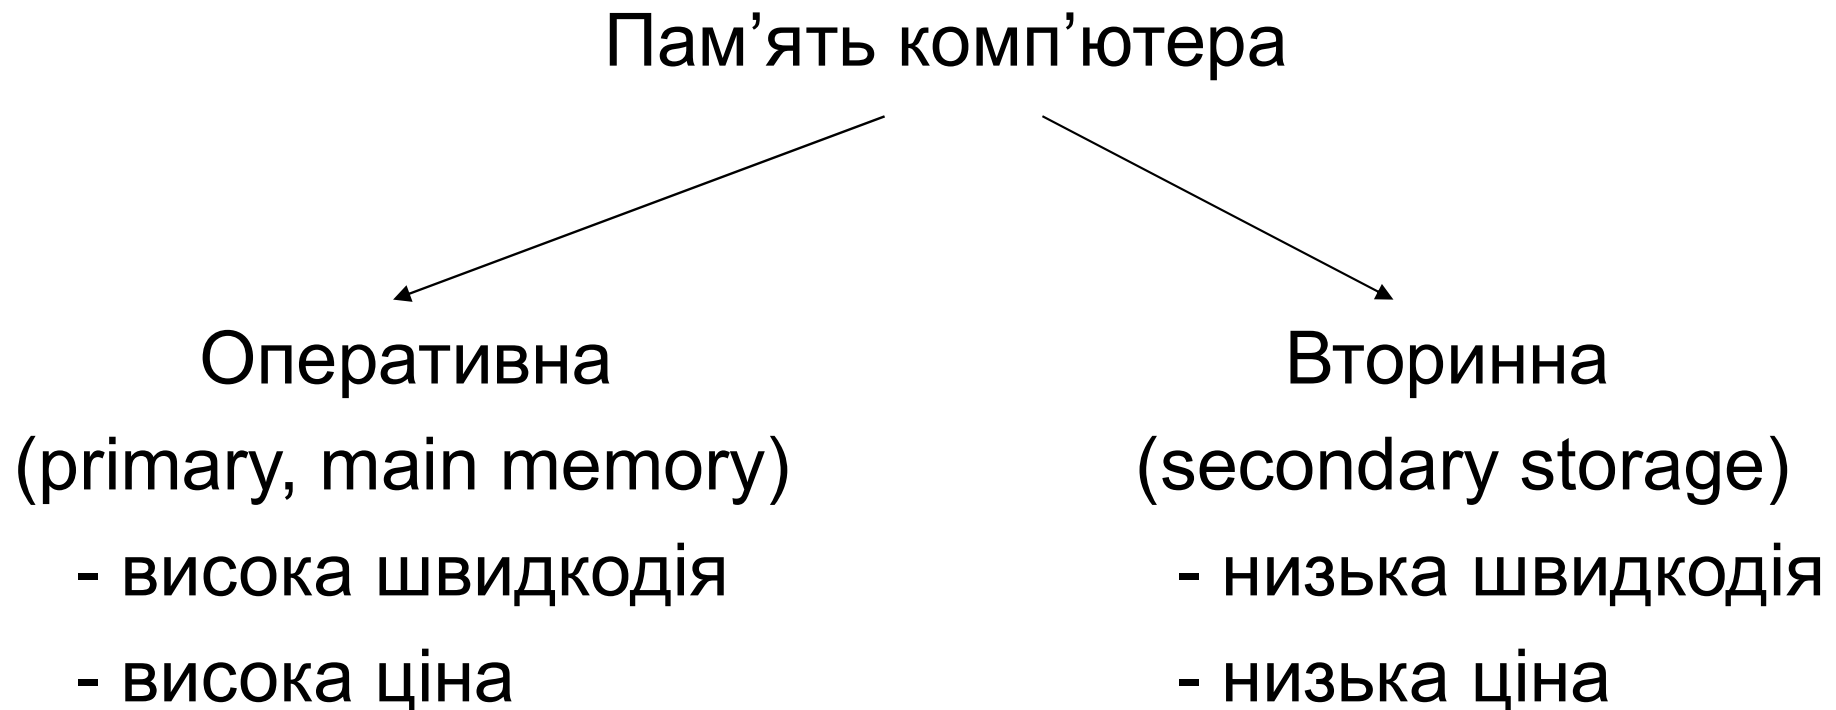 Пам’ять комп’ютера
Оперативна
(primary, main memory)
- висока швидкодія
- висока ціна
Вторинна
(secondary storage)
- низька швидкодія
- низька ціна